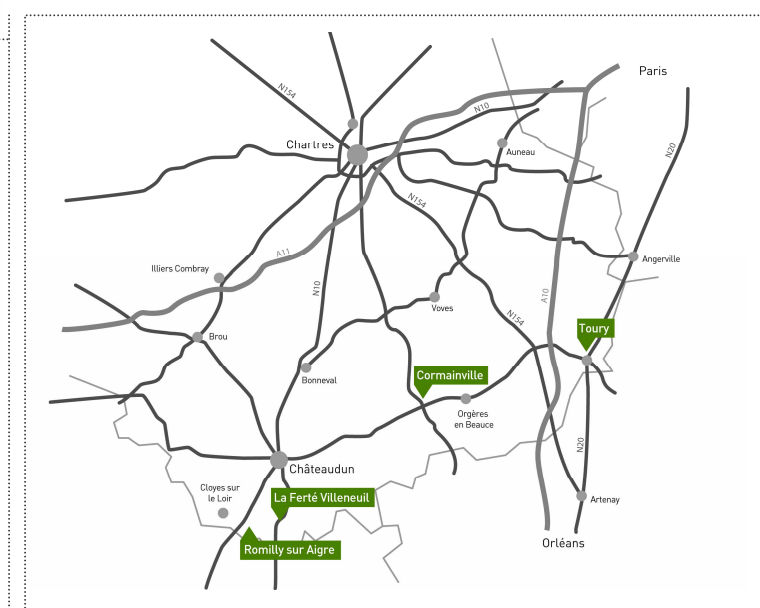 Paris
N154
N10
Chartres
Auneau
N20
N154
Angerville
Illiers Combray
A11
N10
A10
Voves
N154
Toury
Brou
Cormainville
Bonneval
Orgères
en Beauce
N20
Châteaudun
Cloyes sur
le Loir
La Ferté Villeneuil
Artenay
Romilly sur Aigre
Orléans